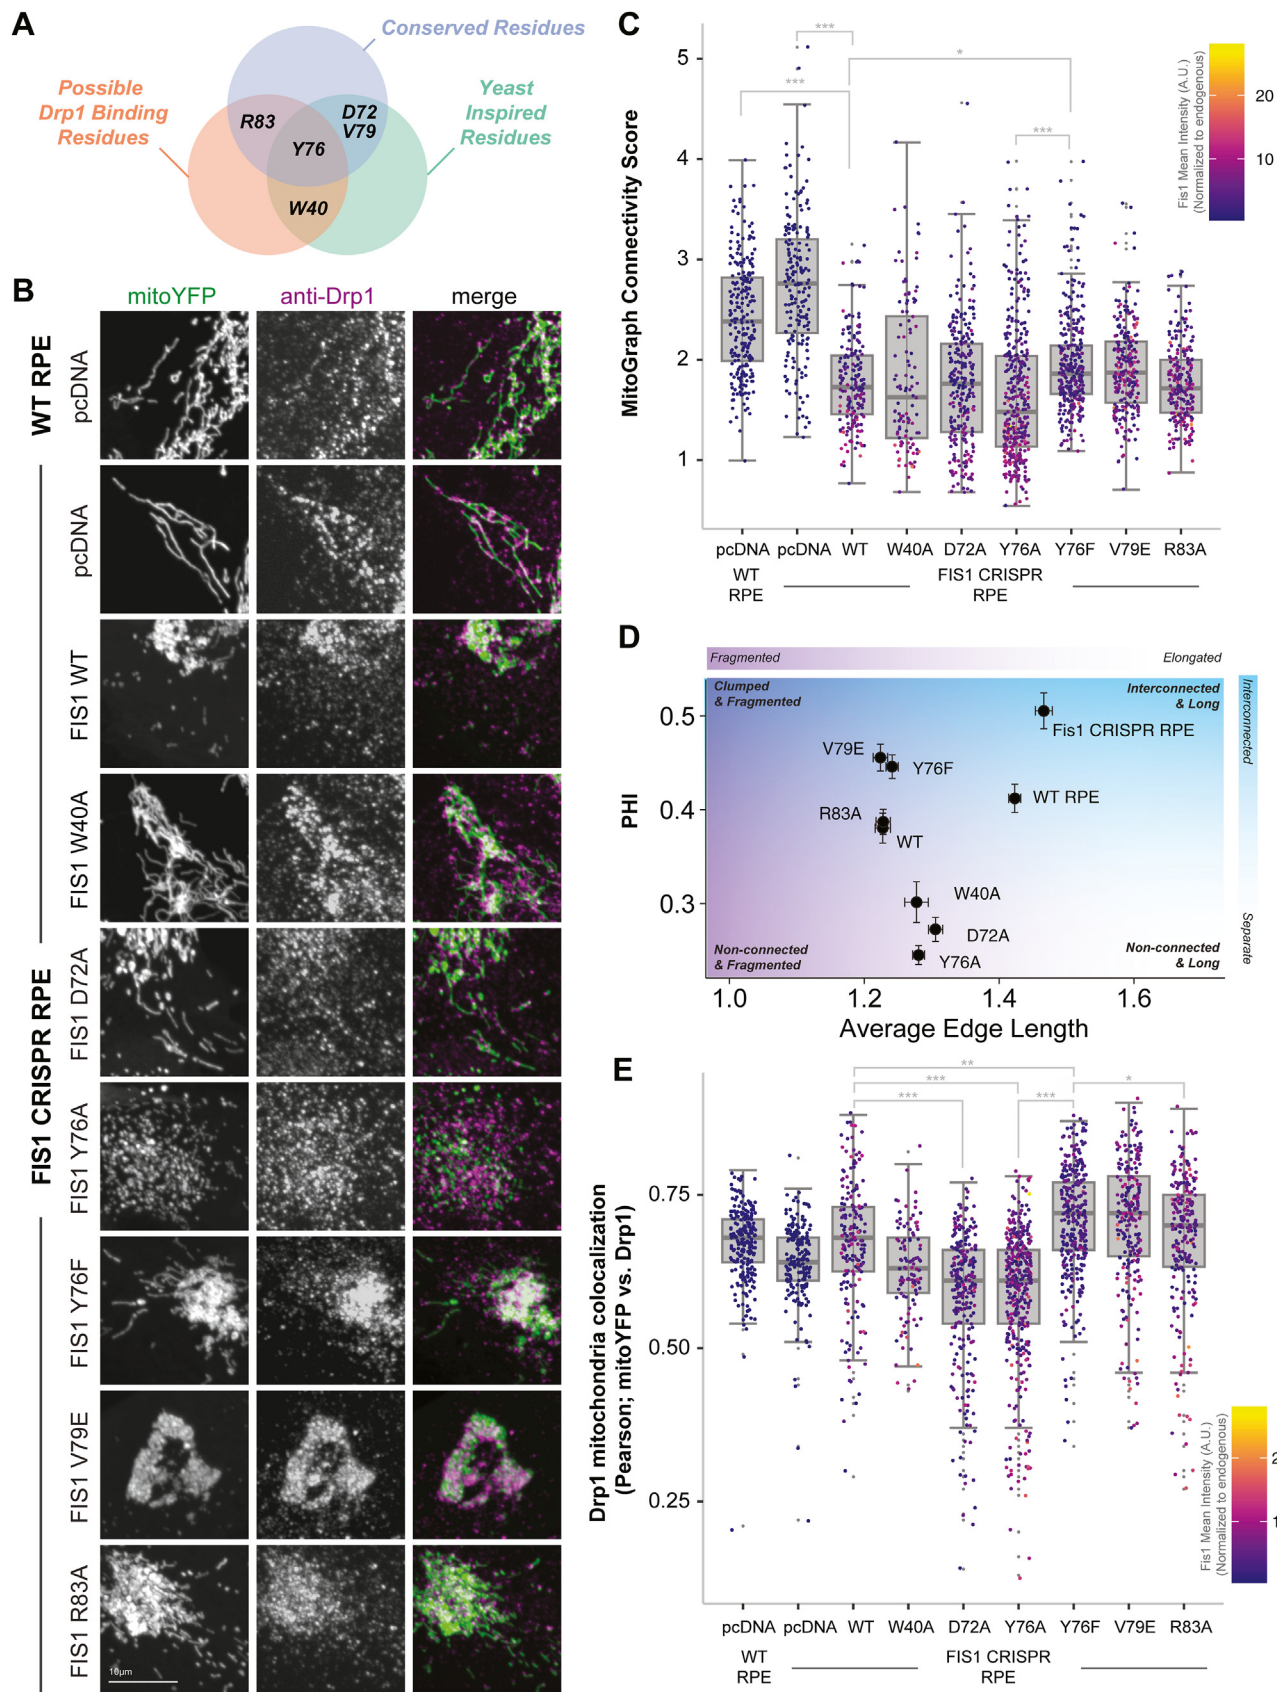 A
Conserved Residues
Possible
Drp1 Binding
Residues
Yeast
Inspired
Residues
R83
D72
V79
Y76
W40
B
mitoYFP
anti-Drp1
merge
WT RPE
pcDNA
FIS1 CRISPR RPE
pcDNA
FIS1 WT
FIS1 W40A
FIS1 D72A
FIS1 Y76A
FIS1 Y76F
FIS1 V79E
FIS1 R83A
10µm
C
MitoGraph Connectivity Score
5
4
3
2
1
***
***
*
***
Fis1 Mean Intensity (A.U.)
(Normalized to endogenous)
20
10
pcDNA
pcDNA
WT
W40A
D72A
Y76A
Y76F
V79E
R83A
WT
RPE
FIS1 CRISPR
RPE
D
Fragmented
Elongated
Clumped
& Fragmented
Interconnected
& Long
Interconnected
Separate
PHI
0.5
0.4
0.3
Fis1 CRISPR RPE
V79E
Y76F
WT RPE
R83A
WT
W40A
D72A
Y76A
Non-connected
& Fragmented
Non-connected
& Long
1.0
1.2
1.4
1.6
Average Edge Length
E
Drp1 mitochondria colocalization
(Pearson; mitoYFP vs. Drp1)
0.75
0.50
0.25
**
***
***
***
*
Fis1 Mean Intensity (A.U.)
(Normalized to endogenous)
2
1
pcDNA
pcDNA
WT
W40A
D72A
Y76A
Y76F
V79E
R83A
WT
RPE
FIS1 CRISPR
RPE